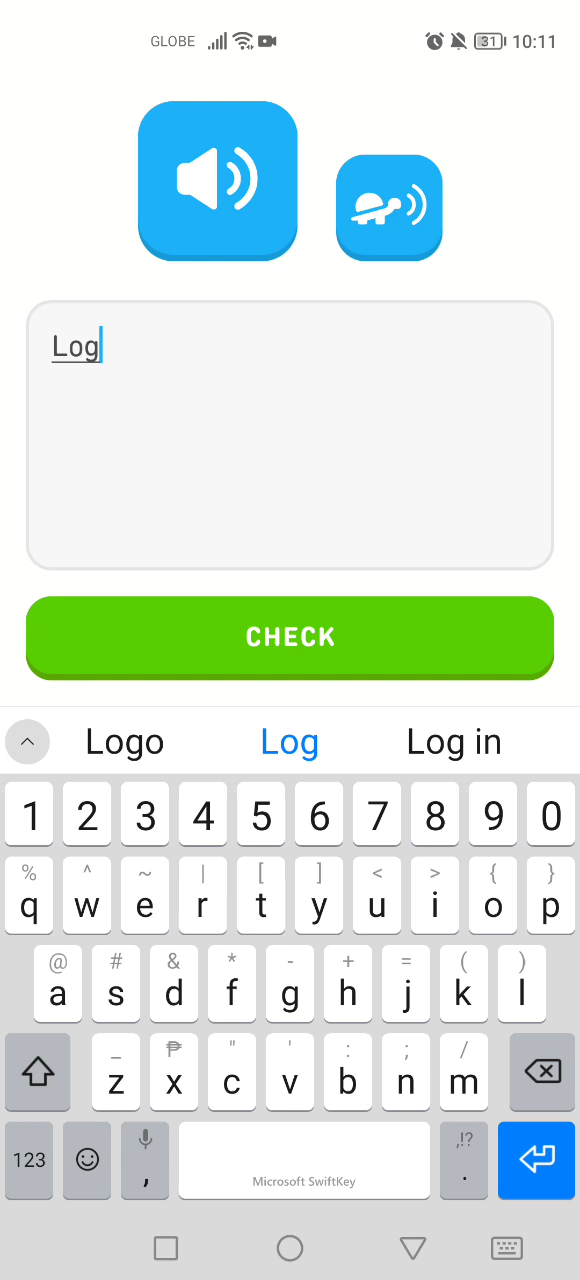 GLOBE 31 10:11
Log
CHECK
Logo Log Log in
1 2 3 4 5 6 7 8 9 0
% ^ ~ | [ ] < > { }
q w e r t y u i o p
@ # & * - + = ( )
a s d f g h j k l
_ ₱ " ' : ; /
z x c v b n m
,!?
123 , Microsoft SwiftKey .